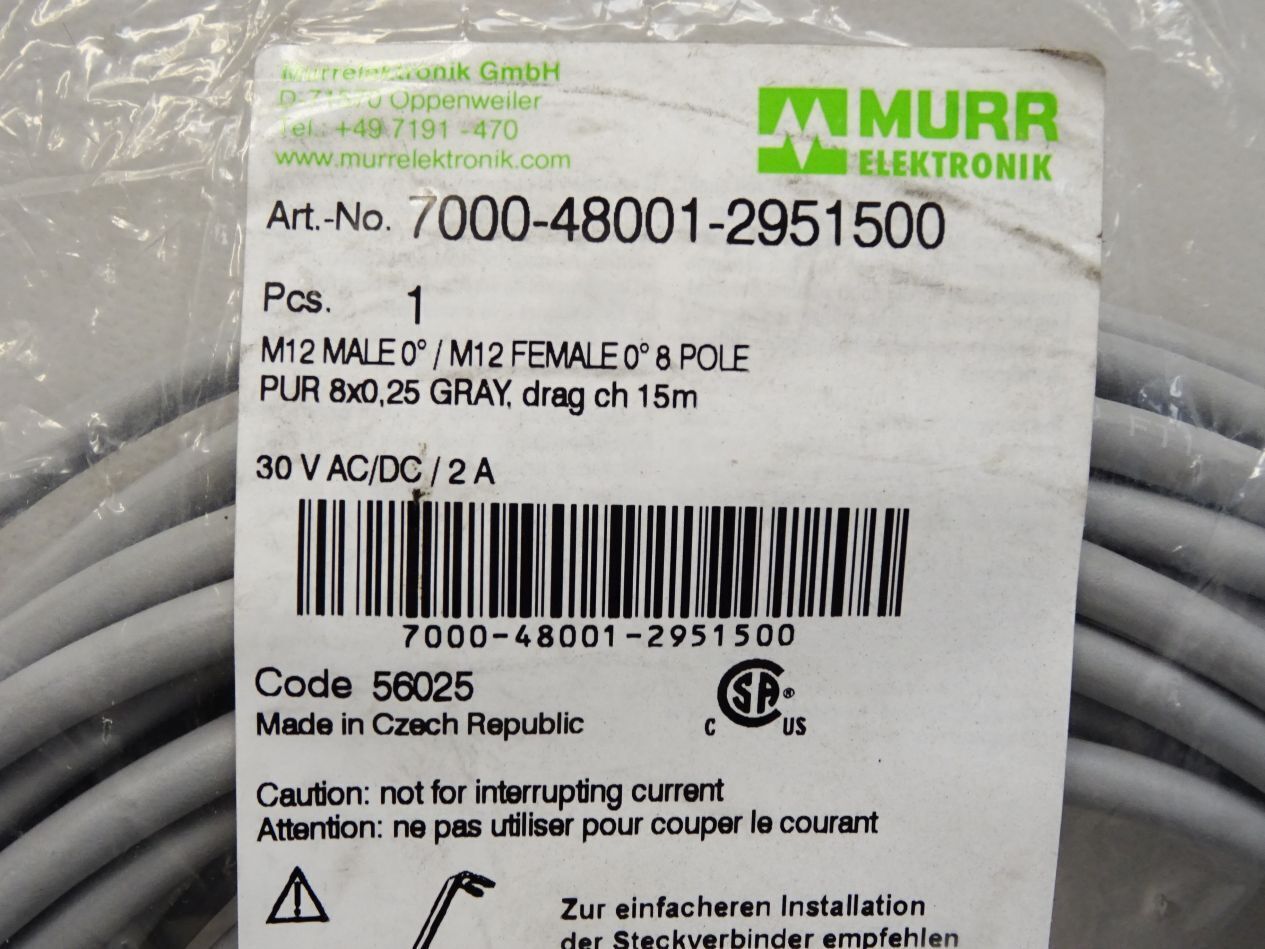 Murrelektronik GmbH
D-71570 Oppenweiler
Tel.: +49 7191 -470
www.murrelektronik.com
MURR
ELEKTRONIK
Art.-No. 7000-48001-2951500
Pcs. 1
M12 MALE 0° / M12 FEMALE 0° 8 POLE
PUR 8x0,25 GRAY, drag ch 15m
30 V AC/DC / 2 A
7000-48001-2951500
Code 56025
Made in Czech Republic
C SA ® US
Caution: not for interrupting current
Attention: ne pas utiliser pour couper le courant
Zur einfacheren Installation
der Steckverbinder empfehlen